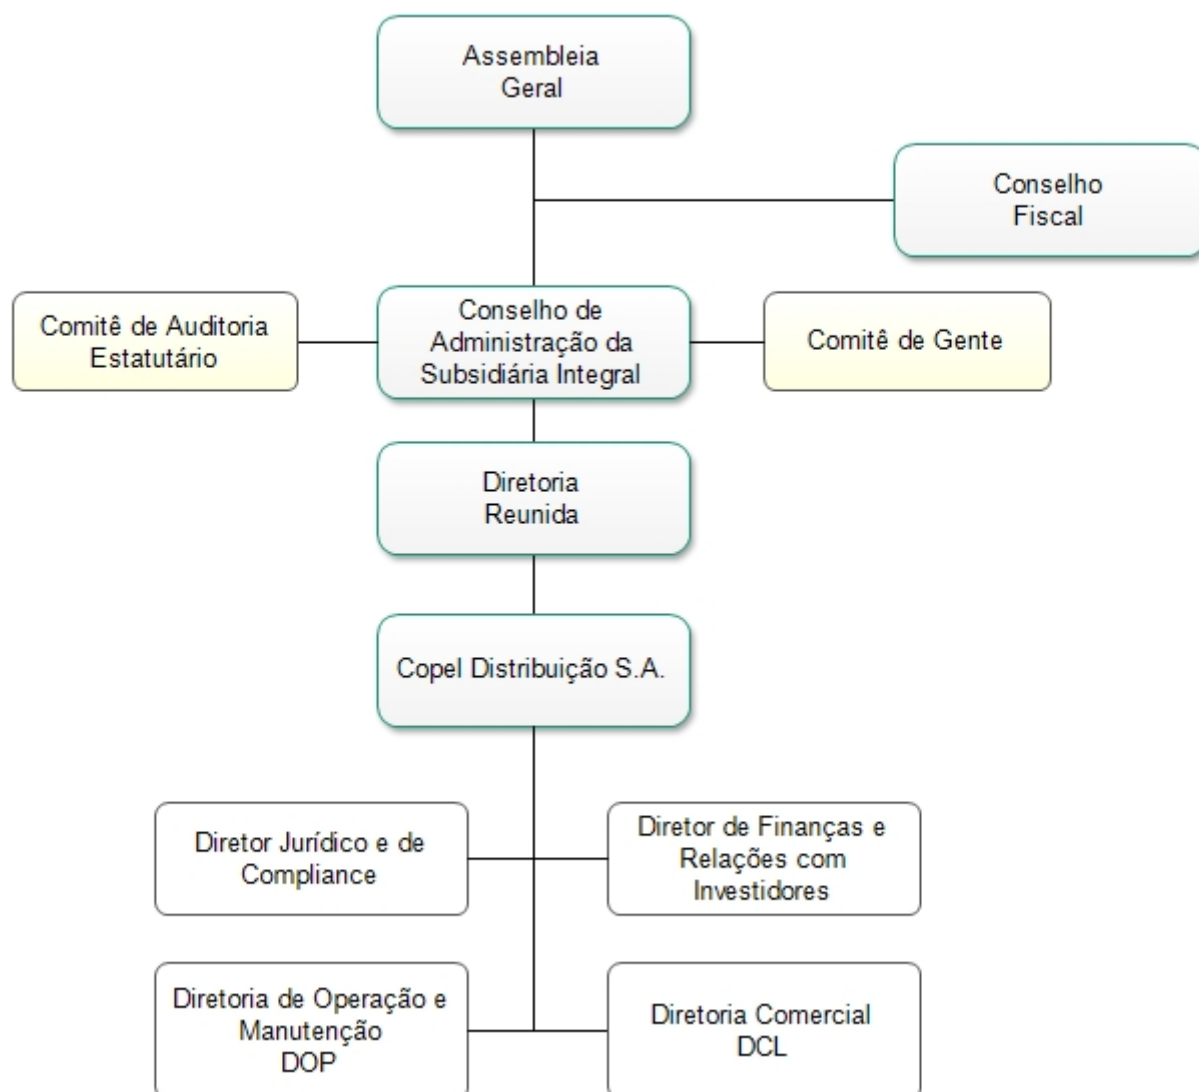 Assembleia
Geral
Conselho
Fiscal
Comitê de Auditoria
Estatutário
Conselho de
Administração da
Subsidiária Integral
Comitê de Gente
Diretoria
Reunida
Copel Distribuição S.A.
Diretor Jurídico e de
Compliance
Diretor de Finanças e
Relações com
Investidores
Diretoria de Operação e
Manutenção
DOP
Diretoria Comercial
DCL